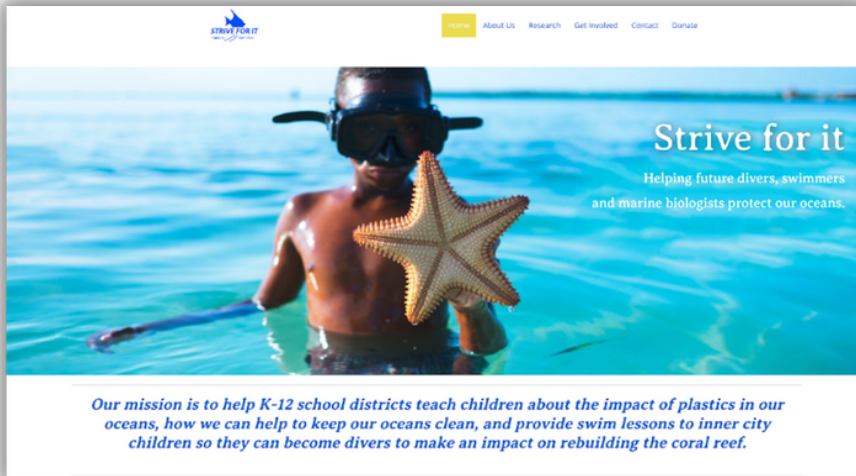 STRIVE FOR IT
Home About Us Research Get Involved Contact Donate
Strive for it
Helping future divers, swimmers
and marine biologists protect our oceans.
Our mission is to help K-12 school districts teach children about the impact of plastics in our
oceans, how we can help to keep our oceans clean, and provide swim lessons to inner city
children so they can become divers to make an impact on rebuilding the coral reef.